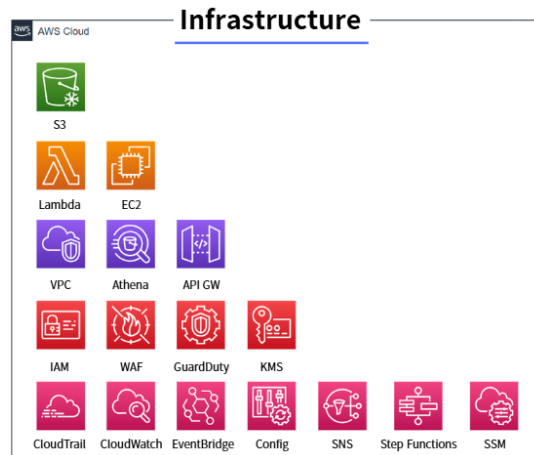 Infrastructure
aws AWS Cloud
S3
Lambda EC2
VPC Athena API GW
IAM WAF GuardDuty KMS
CloudTrail CloudWatch EventBridge Config SNS Step Functions SSM